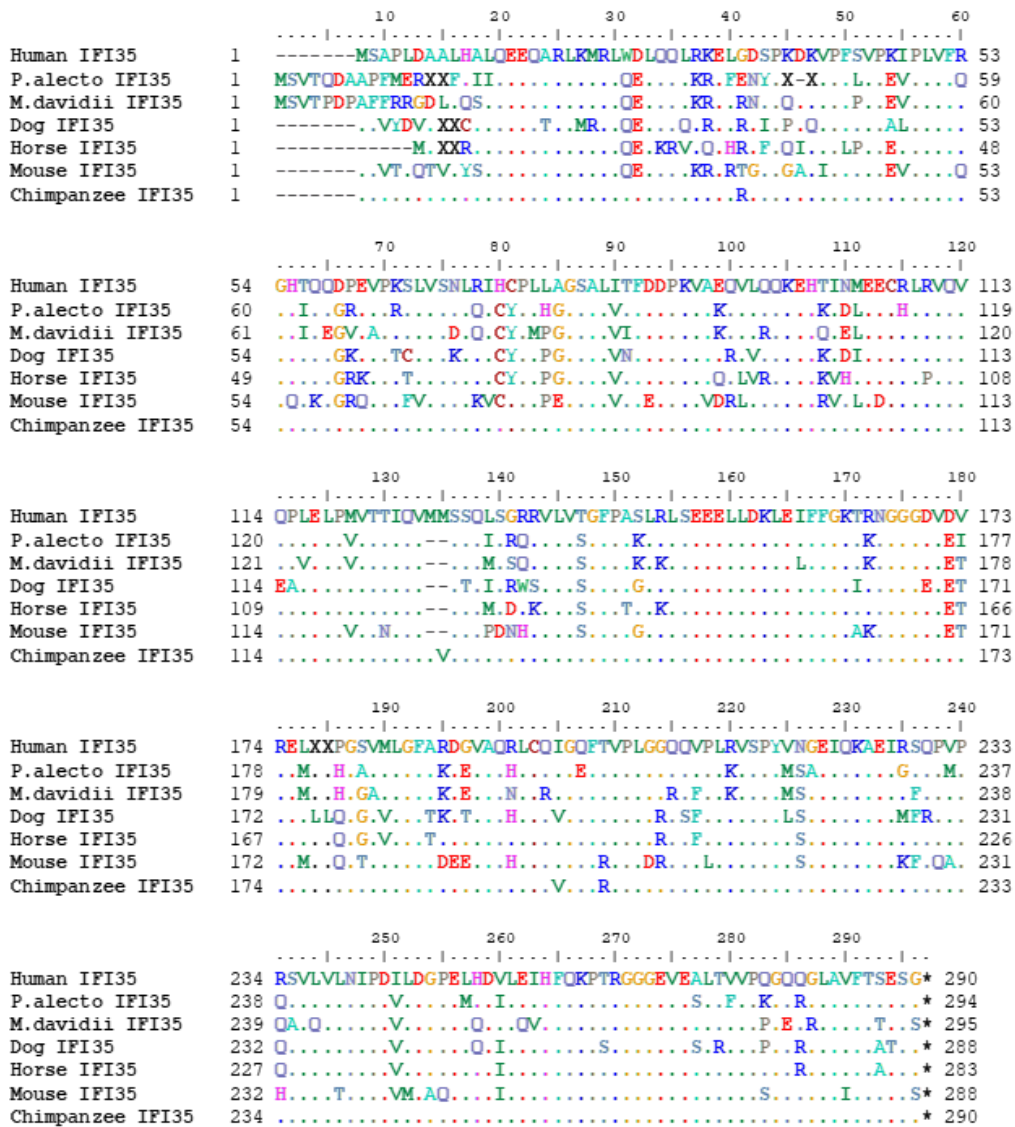 10 20 30 40 50 60
Human IFI35 1 -------MSAPLDAALHALQEEQARLKMRLWDLQQLRKELGDSPKDKVPFSVPKIPLVFR 53
P.alecto IFI35 1 MSVTQDAAPFMERXXF.II...........QE....KR.FENY.X-X......EV....Q 59
M.davidii IFI35 1 MSVTPDPAFFRRGDL.QS............QE....KR.RN...Q.....P..EV..... 60
Dog IFI35 1 -------..VYDV.XXC......T..MR..QE...Q.R..R.I.P.Q......AL..... 53
Horse IFI35 1 ------------M.XXR.............QE.KRV.Q.HR.F.QI...LP..E...... 48
Mouse IFI35 1 -------..VT.QTV.YS............QE....KR.RTG..GA.I.....EV....Q 53
Chimpanzee IFI35 1 -------.................................R................... 53
70 80 90 100 110 120
Human IFI35 54 GHTQQDPEVPKSLVSNLRIHCPLLAGSALITFDDPKVAEQVLQQKEHTINMEECRLRVQV 113
P.alecto IFI35 60 ..I..GR...R......Q.CY..HG....V........K........K.DL...H..... 119
M.davidii IFI35 61 ..I.EGV.A......D.Q.CY.MPG....VI.......K...R....Q.EL......... 120
Dog IFI35 54 .....GK...TC...K...CY..PG....VN........R.V.....K.DI......... 113
Horse IFI35 49 .....GRK...T.......CY..PG....V........Q.LVR....KVH......P... 108
Mouse IFI35 54 .Q.K.GRQ...FV....KVC...PE....V..E....VDRL......RV.L.D....... 113
Chimpanzee IFI35 54 ............................................................ 113
130 140 150 160 170 180
Human IFI35 114 QPLELPMVTTIQVMMSSQLSGRRVLVTGFPASLRLSEEELLDKLEIFFGKTRNGGGDVDV 173
P.alecto IFI35 120 ......V......--...I.RQ....S....K...................K......EI 177
M.davidii IFI35 121 ..V...V......--...M.SQ....S....K.K...........L.....K......ET 178
Dog IFI35 114 EA...........--.T.I.RWS...S....G..................I.....E.ET 171
Horse IFI35 109 .............--...M.D.K...S...T..K........................ET 166
Mouse IFI35 114 ......V..N...--...PDNH....S....G..................AK......ET 171
Chimpanzee IFI35 114 ..............V............................................. 173
190 200 210 220 230 240
Human IFI35 174 RELXXPGSVMLGFARDGVAQRLCQIGQFTVPLGGQQVPLRVSPYVNGEIQKAEIRSQPVP 233
P.alecto IFI35 178 ..M..H.A......K.E...H.....E............K....MSA.......G...M. 237
M.davidii IFI35 179 ..M..H.GA.....K.E...N..R..........R.F..K....MS.........F.... 238
Dog IFI35 172 ...LLQ.G.V...TK.T...H...V........R.SF.......LS........MFR... 231
Horse IFI35 167 .....Q.G.V...T...................R..F........S.............. 226
Mouse IFI35 172 ..M..Q.T......DEE...H.......R...DR...L.......S........KF.QA. 231
Chimpanzee IFI35 174 ........................V...R............................... 233
250 260 270 280 290
Human IFI35 234 RSVLVLNIPDILDGPELHDVLEIHFQKPTRGGGEVEALTVVPQGQQGLAVFTSESG* 290
P.alecto IFI35 238 Q.........V.....M..I................S..F..K..R..........* 294
M.davidii IFI35 239 QA.Q......V......Q...QV...................P.E.R.....T..S* 295
Dog IFI35 232 Q.........V......Q.I........S.......S.R...P..R......AT..* 288
Horse IFI35 227 Q.........V........I.........................R......A...* 283
Mouse IFI35 232 H....T....VM.AQ....I......................S......I.....S* 288
Chimpanzee IFI35 234 ........................................................* 290